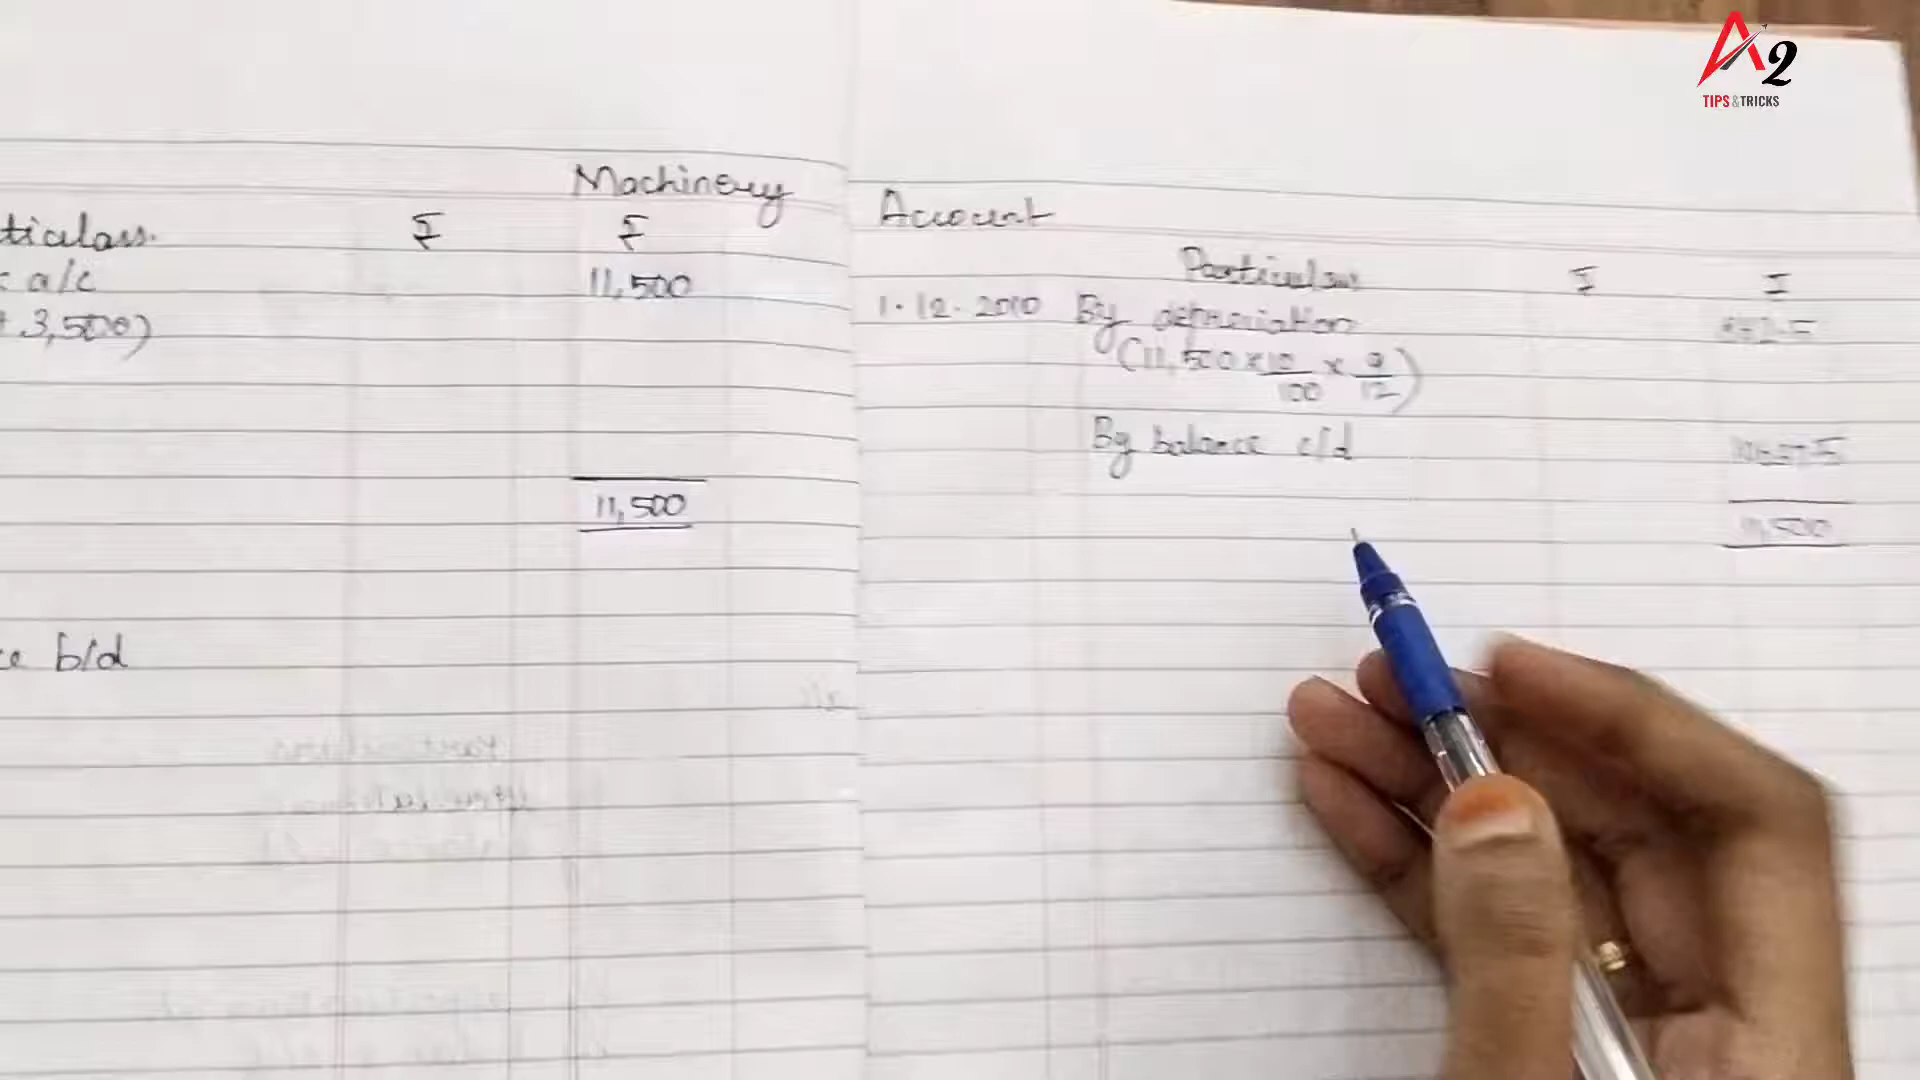 A2
TIPS & TRICKS
Machinery Account
ticulars. ₹ ₹
a/c 11,500
3,500)
11,500
b/d
Particulars ₹ ₹
1.12.2010 By depreciation
(11,500 × 10/100 × 9/12)
By balance c/d
11,500